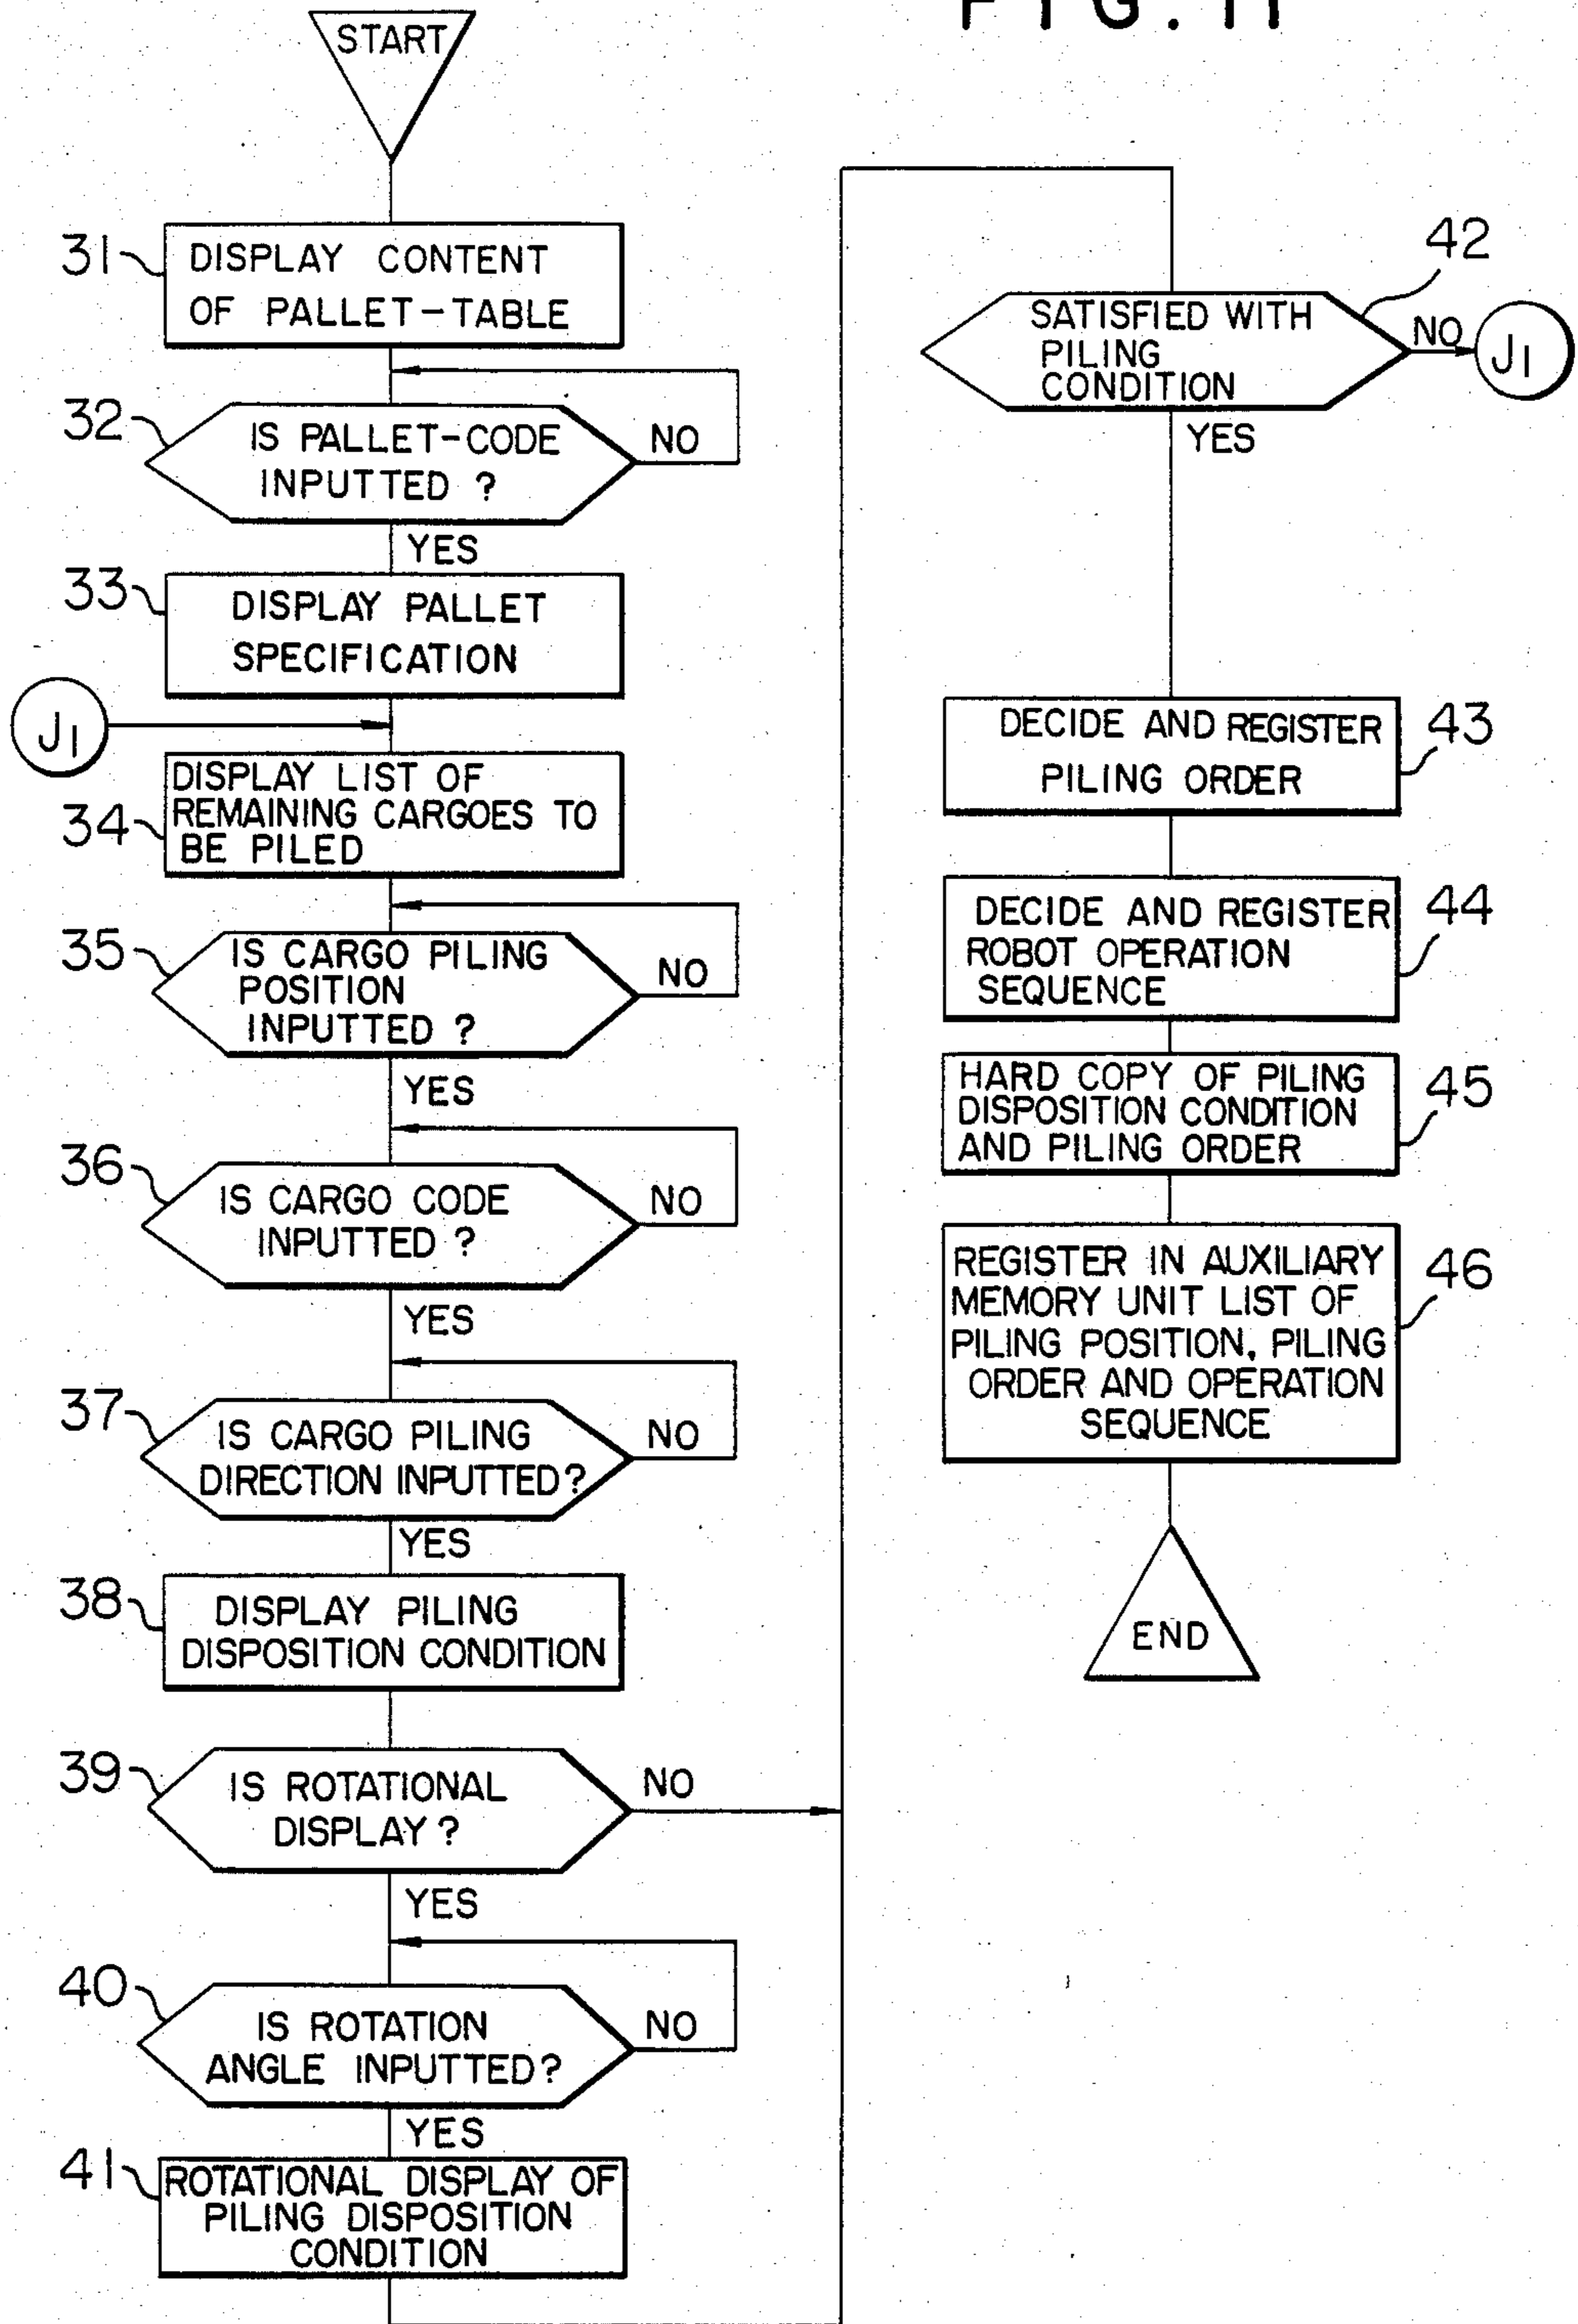 FIG. 11
START
31
DISPLAY CONTENT
OF PALLET-TABLE
32
IS PALLET-CODE
INPUTTED ?
NO
YES
33
DISPLAY PALLET
SPECIFICATION
J1
34
DISPLAY LIST OF
REMAINING CARGOES TO
BE PILED
35
IS CARGO PILING
POSITION
INPUTTED ?
NO
YES
36
IS CARGO CODE
INPUTTED ?
NO
YES
37
IS CARGO PILING
DIRECTION INPUTTED?
NO
YES
38
DISPLAY PILING
DISPOSITION CONDITION
39
IS ROTATIONAL
DISPLAY ?
NO
YES
40
IS ROTATION
ANGLE INPUTTED?
NO
YES
41
ROTATIONAL DISPLAY OF
PILING DISPOSITION
CONDITION
42
SATISFIED WITH
PILING
CONDITION
NO
J1
YES
43
DECIDE AND REGISTER
PILING ORDER
44
DECIDE AND REGISTER
ROBOT OPERATION
SEQUENCE
45
HARD COPY OF PILING
DISPOSITION CONDITION
AND PILING ORDER
46
REGISTER IN AUXILIARY
MEMORY UNIT LIST OF
PILING POSITION, PILING
ORDER AND OPERATION
SEQUENCE
END